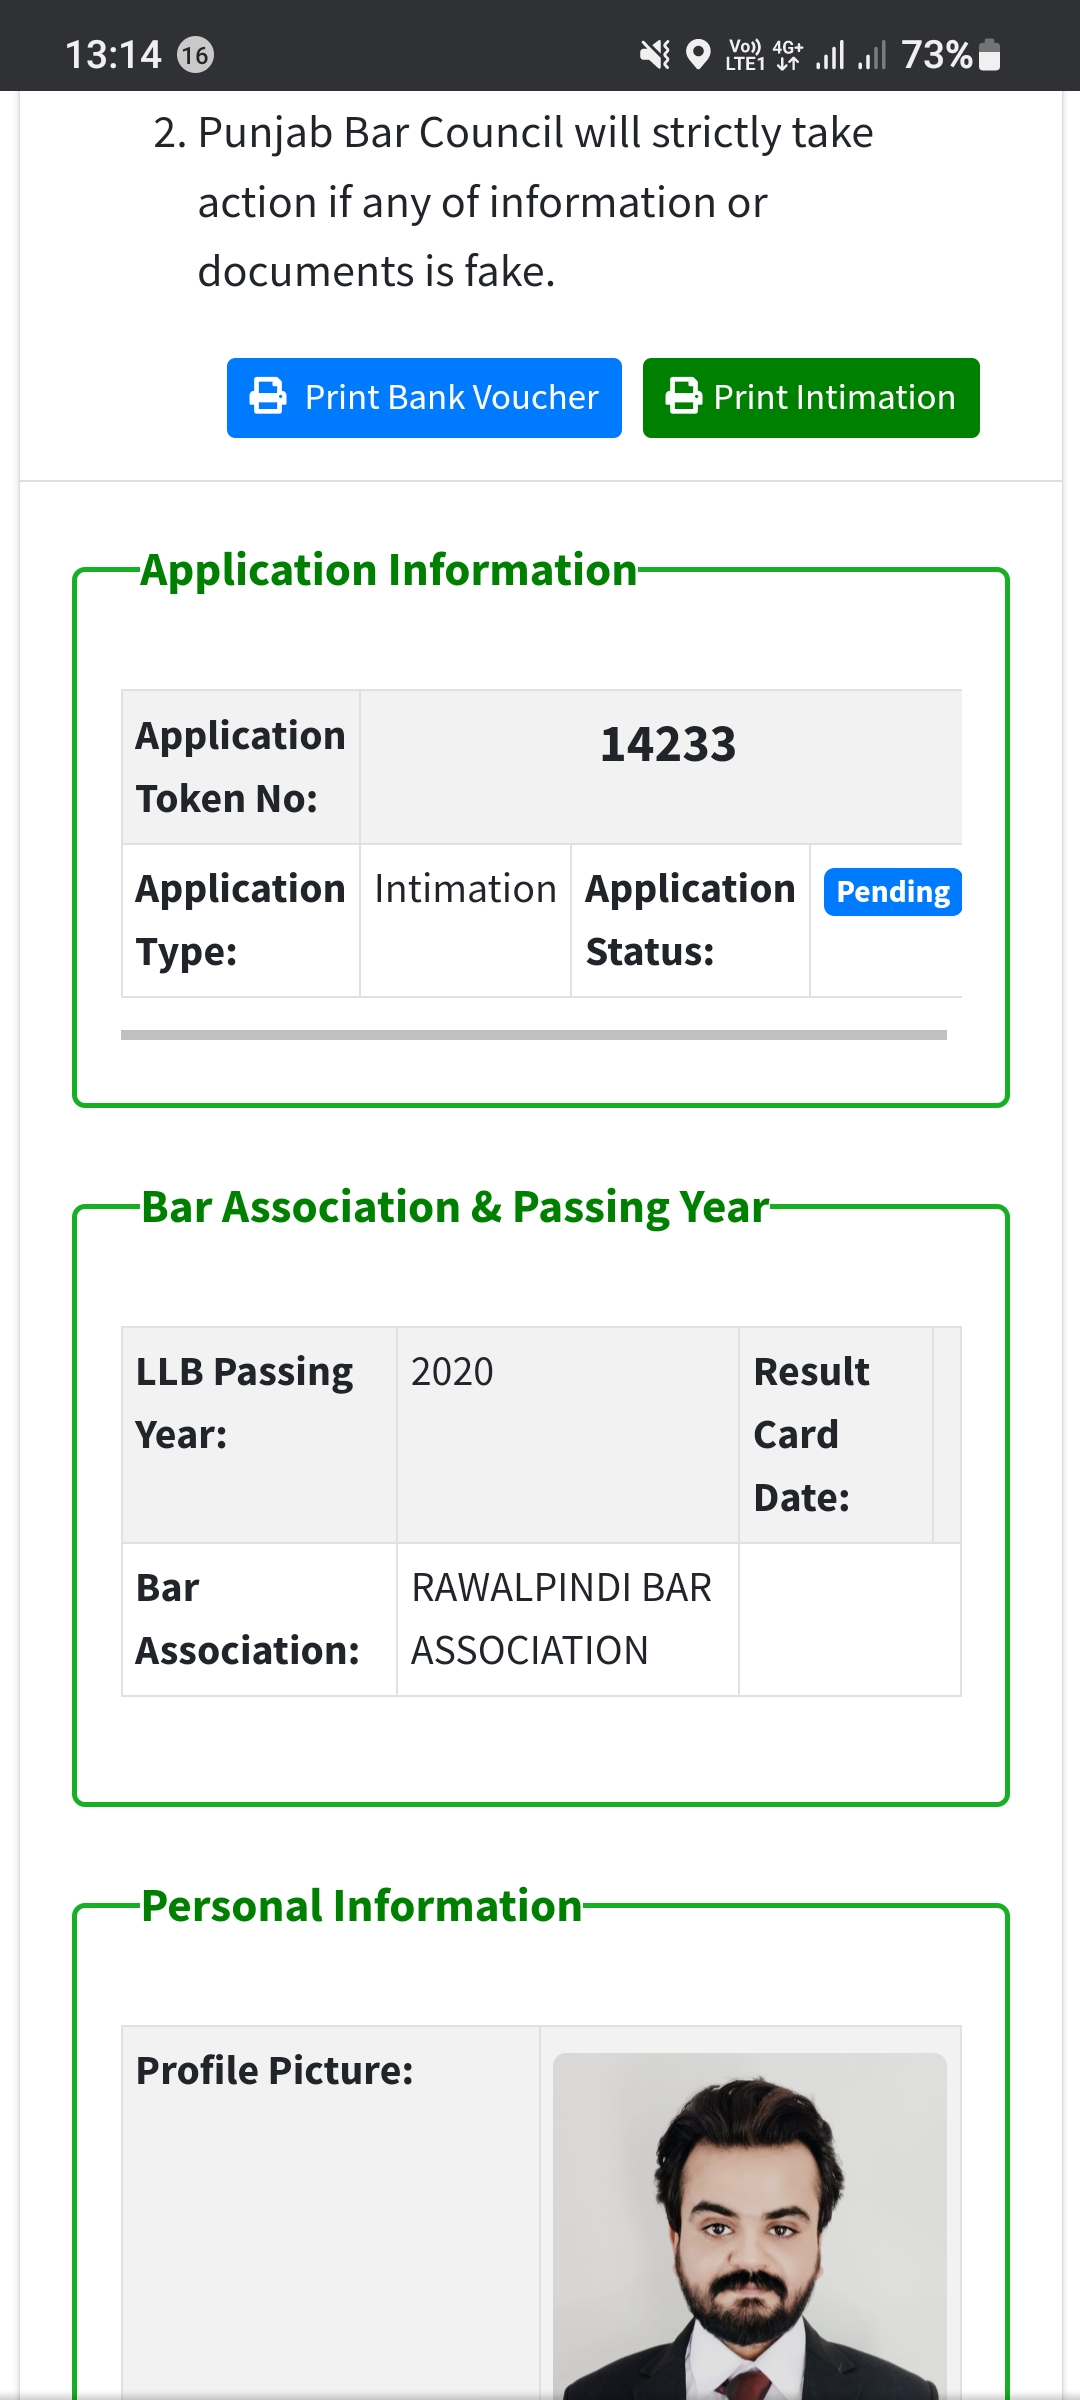 13:14 16 Vo)) LTE1 4G+ 73%
2. Punjab Bar Council will strictly take
action if any of information or
documents is fake.
Print Bank Voucher Print Intimation
Application Information
Application
Token No:
14233
Application
Type:
Intimation
Application
Status:
Pending
Bar Association & Passing Year
LLB Passing
Year:
2020
Result
Card
Date:
Bar
Association:
RAWALPINDI BAR
ASSOCIATION
Personal Information
Profile Picture: